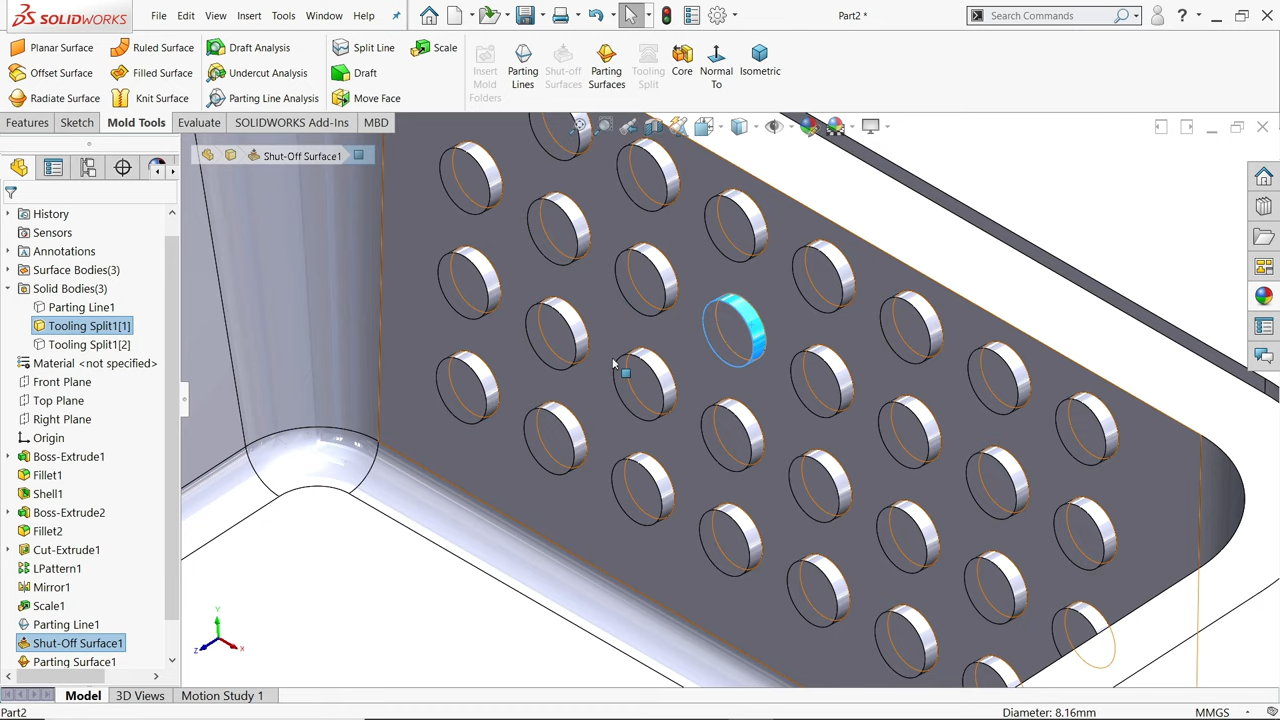 SOLIDWORKS
File Edit View Insert Tools Window Help
Part2 *
Search Commands
?
Planar Surface
Ruled Surface
Draft Analysis
Split Line
Scale
Offset Surface
Filled Surface
Undercut Analysis
Draft
Radiate Surface
Knit Surface
Parting Line Analysis
Move Face
Insert
Mold
Folders
Parting
Lines
Shut-off
Surfaces
Parting
Surfaces
Tooling
Split
Core
Normal
To
Isometric
Features Sketch Mold Tools Evaluate SOLIDWORKS Add-Ins MBD
Shut-Off Surface1
History
Sensors
Annotations
Surface Bodies(3)
Solid Bodies(3)
Parting Line1
Tooling Split1[1]
Tooling Split1[2]
Material <not specified>
Front Plane
Top Plane
Right Plane
Origin
Boss-Extrude1
Fillet1
Shell1
Boss-Extrude2
Fillet2
Cut-Extrude1
LPattern1
Mirror1
Scale1
Parting Line1
Shut-Off Surface1
Parting Surface1
Y
Z
X
Model 3D Views Motion Study 1
Part2
Diameter: 8.16mm
MMGS